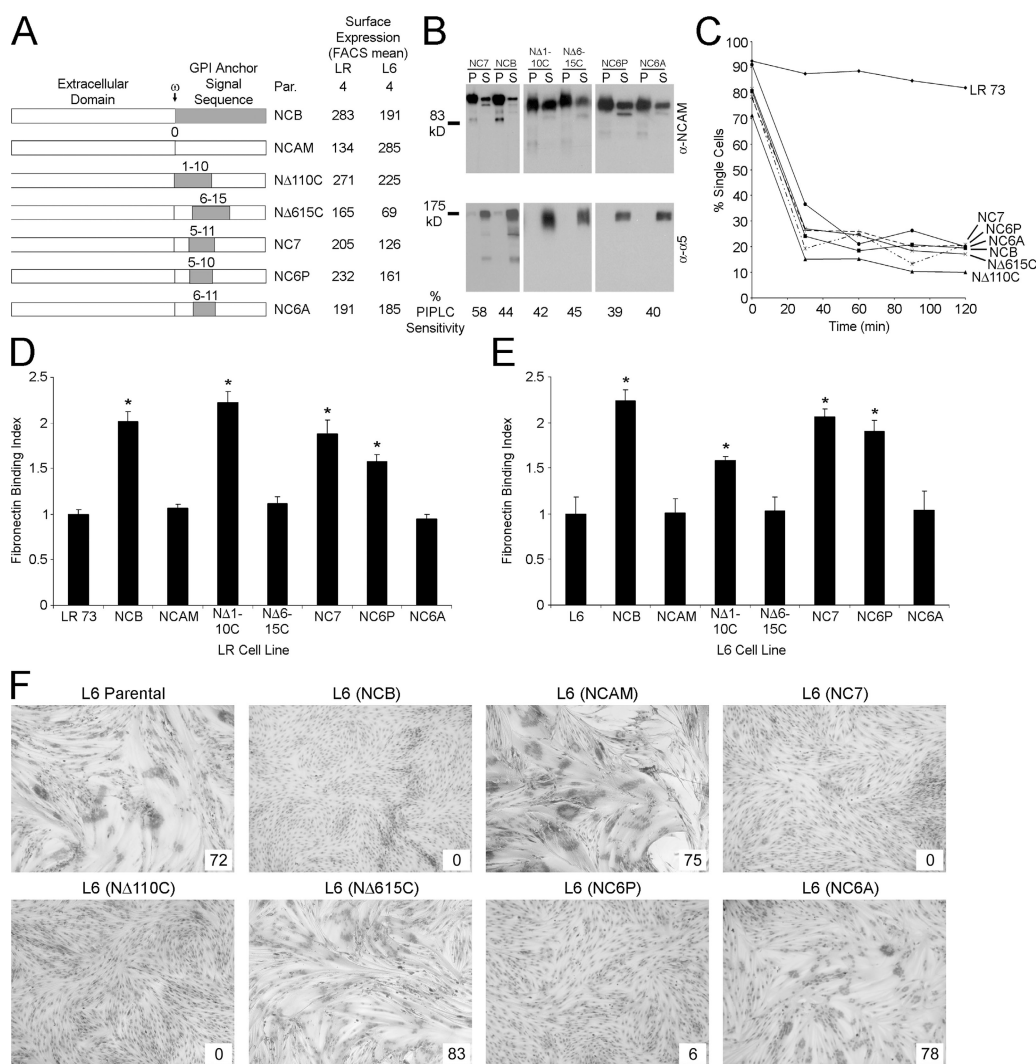 A
Surface
Expression
(FACS mean)
Extracellular
Domain
ω
GPI Anchor
Signal
Sequence
LR L6
Par. 4 4
NCB 283 191
0
NCAM 134 285
1-10
NΔ110C 271 225
6-15
NΔ615C 165 69
5-11
NC7 205 126
5-10
NC6P 232 161
6-11
NC6A 191 185
B
NC7 NCB NΔ1-10C NΔ6-15C NC6P NC6A
P S P S P S P S P S P S
83
kD
α-NCAM
175
kD
α-α5
%
PIPLC
Sensitivity
58 44 42 45 39 40
C
% Single Cells
100
90
80
70
60
50
40
30
20
10
0
0 20 40 60 80 100 120
Time (min)
LR 73
NC7
NC6P
NC6A
NCB
NΔ615C
NΔ110C
D
Fibronectin Binding Index
2.5
2
1.5
1
0.5
0
* * * *
LR 73 NCB NCAM NΔ1-10C NΔ6-15C NC7 NC6P NC6A
LR Cell Line
E
Fibronectin Binding Index
2.5
2
1.5
1
0.5
0
* * * *
L6 NCB NCAM NΔ1-10C NΔ6-15C NC7 NC6P NC6A
L6 Cell Line
F
L6 Parental L6 (NCB) L6 (NCAM) L6 (NC7)
72 0 75 0
L6 (NΔ110C) L6 (NΔ615C) L6 (NC6P) L6 (NC6A)
0 83 6 78